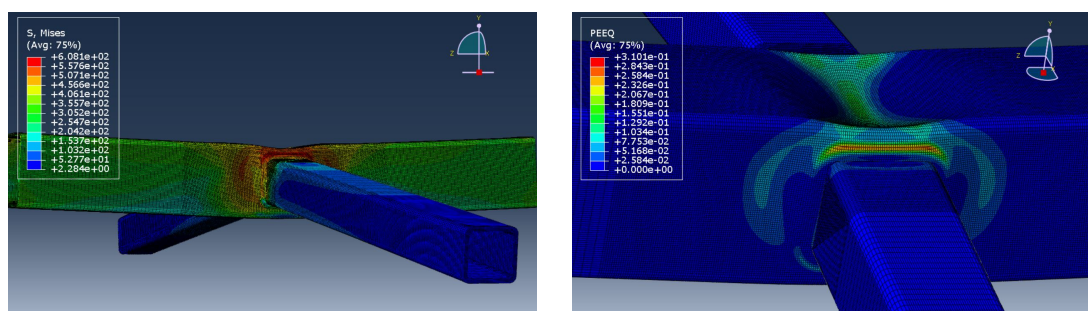 S, Mises
(Avg: 75%)
+6.081e+02
+5.576e+02
+5.071e+02
+4.566e+02
+4.061e+02
+3.557e+02
+3.052e+02
+2.547e+02
+2.042e+02
+1.537e+02
+1.032e+02
+5.277e+01
+2.284e+00
Y
Z
X
PEEQ
(Avg: 75%)
+3.101e-01
+2.843e-01
+2.584e-01
+2.326e-01
+2.067e-01
+1.809e-01
+1.551e-01
+1.292e-01
+1.034e-01
+7.753e-02
+5.168e-02
+2.584e-02
+0.000e+00
Y
Z